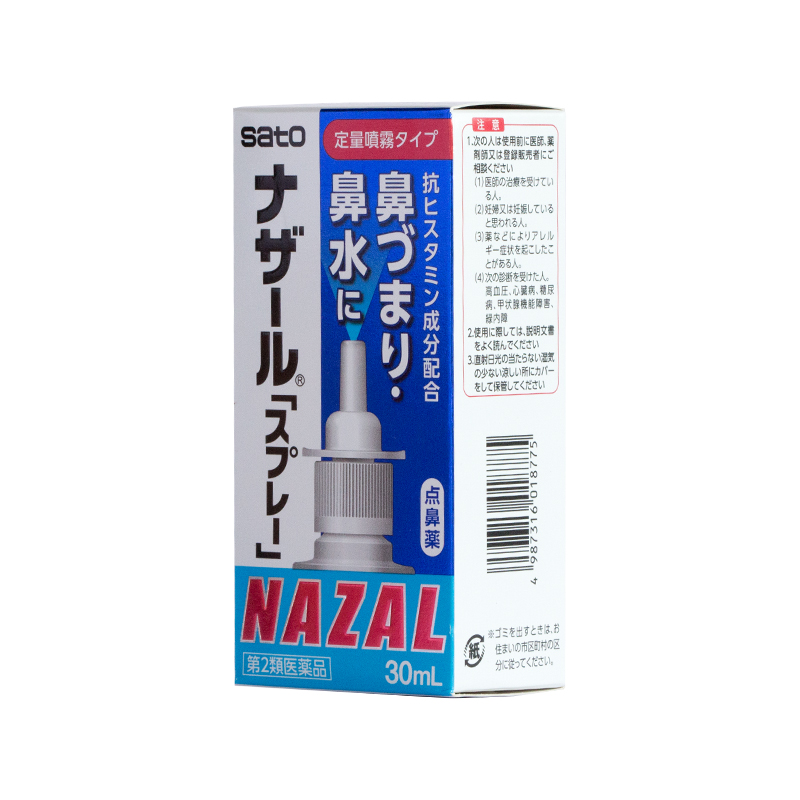 sato
定量噴霧タイプ
ナザール®「スプレー」
抗ヒスタミン成分配合
鼻づまり・
鼻水に
点鼻薬
NAZAL
第2類医薬品
30mL
注意
1.次の人は使用前に医師、薬
剤師又は登録販売者にご
相談ください
(1)医師の治療を受けてい
る人。
(2)妊婦又は妊娠していると
思われる人。
(3)薬などによりアレル
ギー症状を起こしたこ
とがある人。
(4)次の診断を受けた人。
高血圧、心臓病、糖尿
病、甲状腺機能障害、
緑内障
2.使用に際しては、説明文書
をよく読んでください
3.直射日光の当たらない湿気
の少ない涼しい所にカバー
をして保管してください
4987316018775
紙
※ゴミを出すときは、お
住まいの市区町村の区
分に従ってください。